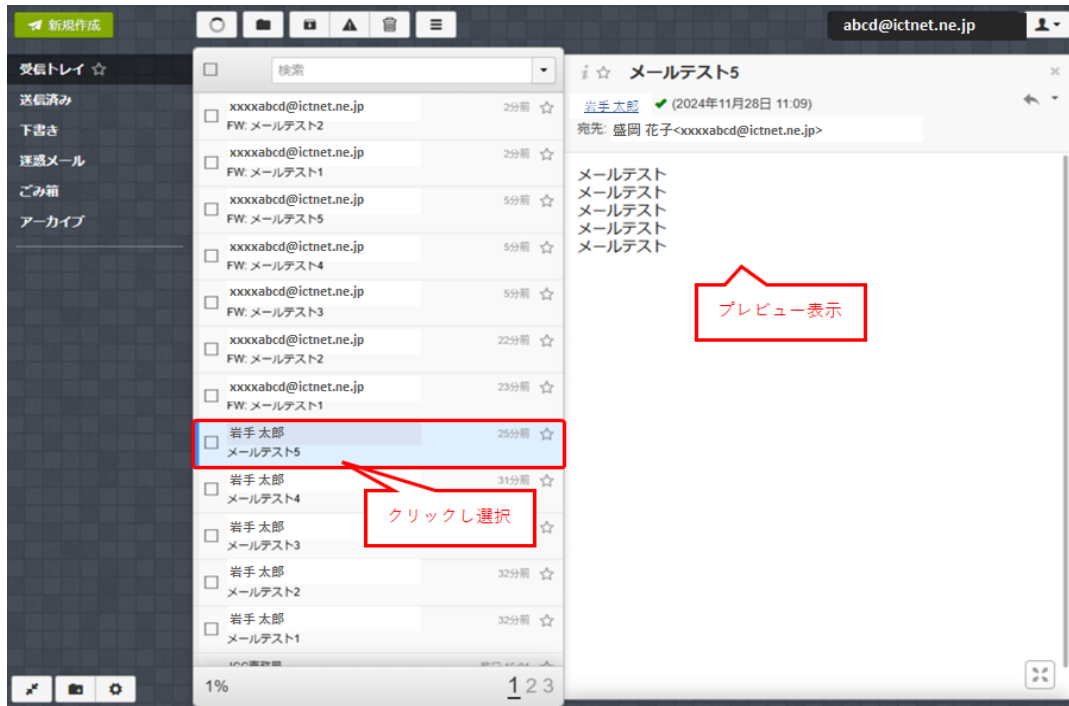 新規作成
abcd@ictnet.ne.jp
受信トレイ
送信済み
下書き
迷惑メール
ごみ箱
アーカイブ
検索
xxxxabcd@ictnet.ne.jp 2分前
FW: メールテスト2
xxxxabcd@ictnet.ne.jp 2分前
FW: メールテスト1
xxxxabcd@ictnet.ne.jp 5分前
FW: メールテスト5
xxxxabcd@ictnet.ne.jp 5分前
FW: メールテスト4
xxxxabcd@ictnet.ne.jp 5分前
FW: メールテスト3
xxxxabcd@ictnet.ne.jp 22分前
FW: メールテスト2
xxxxabcd@ictnet.ne.jp 23分前
FW: メールテスト1
岩手 太郎 25分前
メールテスト5
岩手 太郎 31分前
メールテスト4
クリックし選択
岩手 太郎
メールテスト3
岩手 太郎 32分前
メールテスト2
岩手 太郎 32分前
メールテスト1
1%
1 2 3
メールテスト5
岩手 太郎 (2024年11月28日 11:09)
宛先: 盛岡 花子<xxxxabcd@ictnet.ne.jp>
メールテスト
メールテスト
メールテスト
メールテスト
メールテスト
プレビュー表示